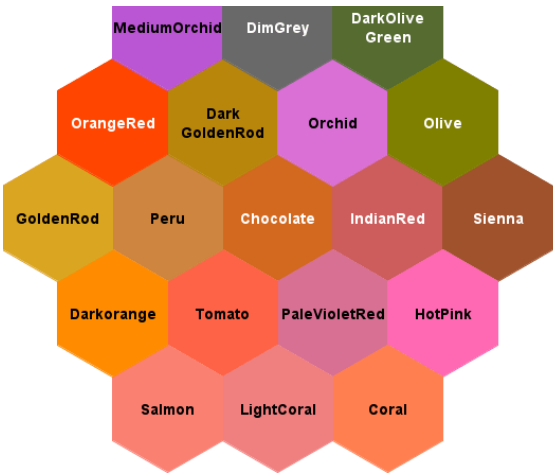 MediumOrchid
DimGrey
DarkOlive
Green
OrangeRed
Dark
GoldenRod
Orchid
Olive
GoldenRod
Peru
Chocolate
IndianRed
Sienna
Darkorange
Tomato
PaleVioletRed
HotPink
Salmon
LightCoral
Coral